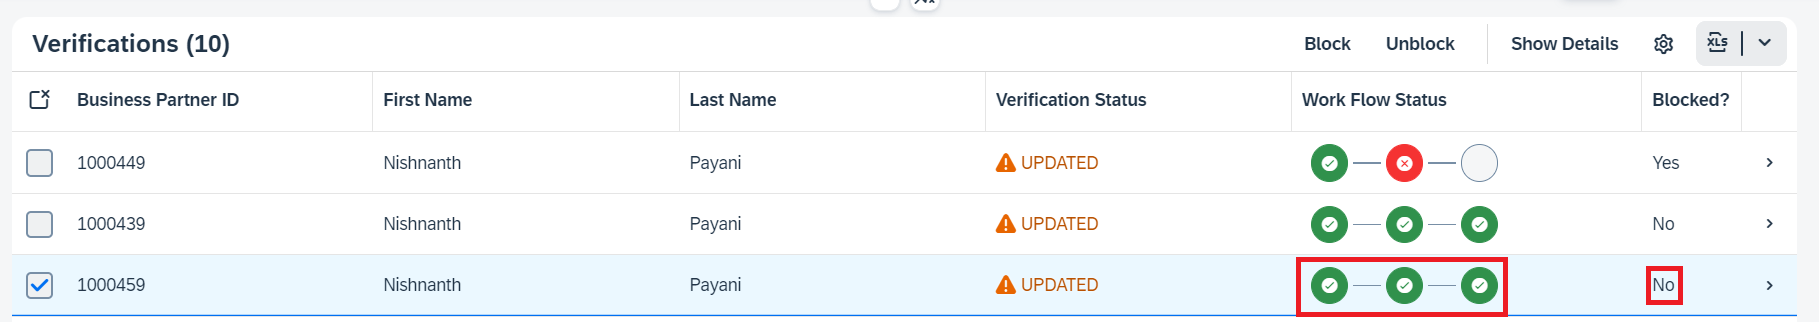 Verifications (10)
Block Unblock Show Details XLS
Business Partner ID First Name Last Name Verification Status Work Flow Status Blocked?
1000449 Nishnanth Payani UPDATED Yes
1000439 Nishnanth Payani UPDATED No
1000459 Nishnanth Payani UPDATED No